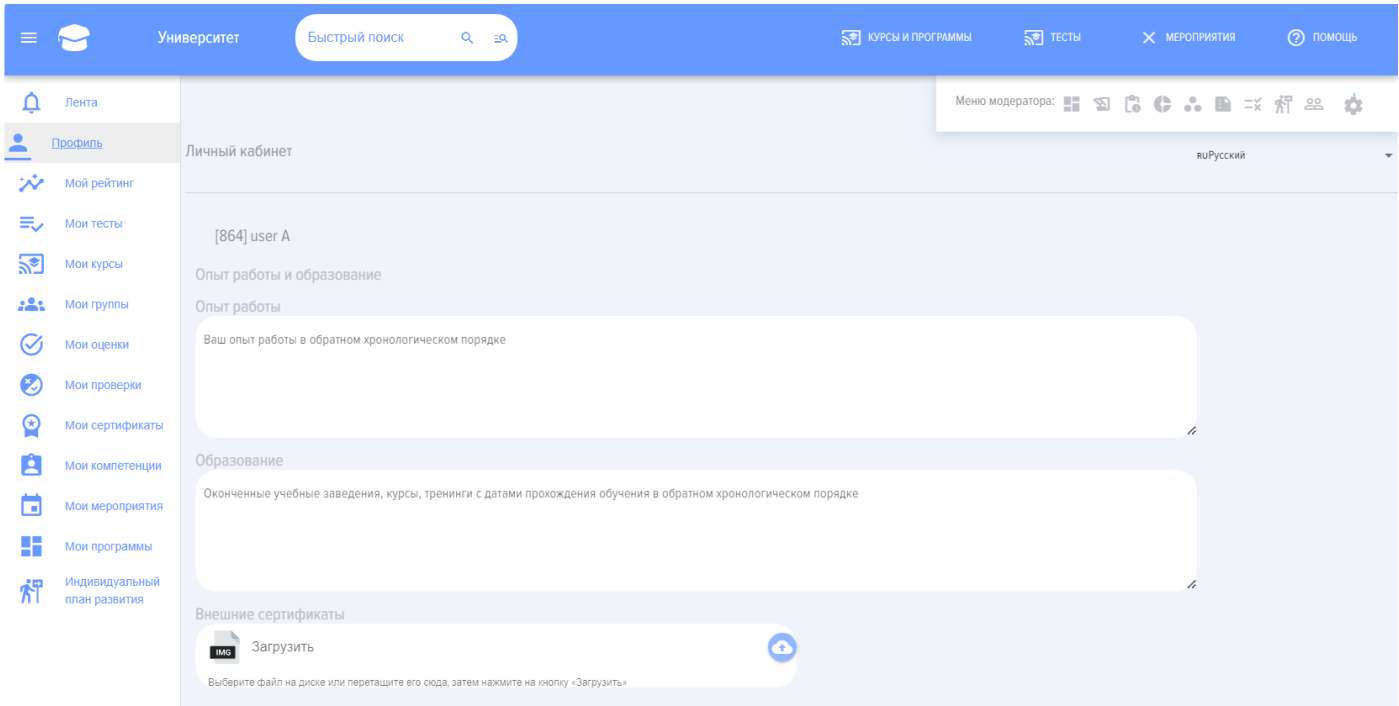 Университет
Быстрый поиск
КУРСЫ И ПРОГРАММЫ
ТЕСТЫ
МЕРОПРИЯТИЯ
ПОМОЩЬ
Меню модератора:
Лента
Профиль
Мой рейтинг
Мои тесты
Мои курсы
Мои группы
Мои оценки
Мои проверки
Мои сертификаты
Мои компетенции
Мои мероприятия
Мои программы
Индивидуальный
план развития
Личный кабинет
ruРусский
[864] user A
Опыт работы и образование
Опыт работы
Ваш опыт работы в обратном хронологическом порядке
Образование
Оконченные учебные заведения, курсы, тренинги с датами прохождения обучения в обратном хронологическом порядке
Внешние сертификаты
IMG
Загрузить
Выберите файл на диске или перетащите его сюда, затем нажмите на кнопку «Загрузить»